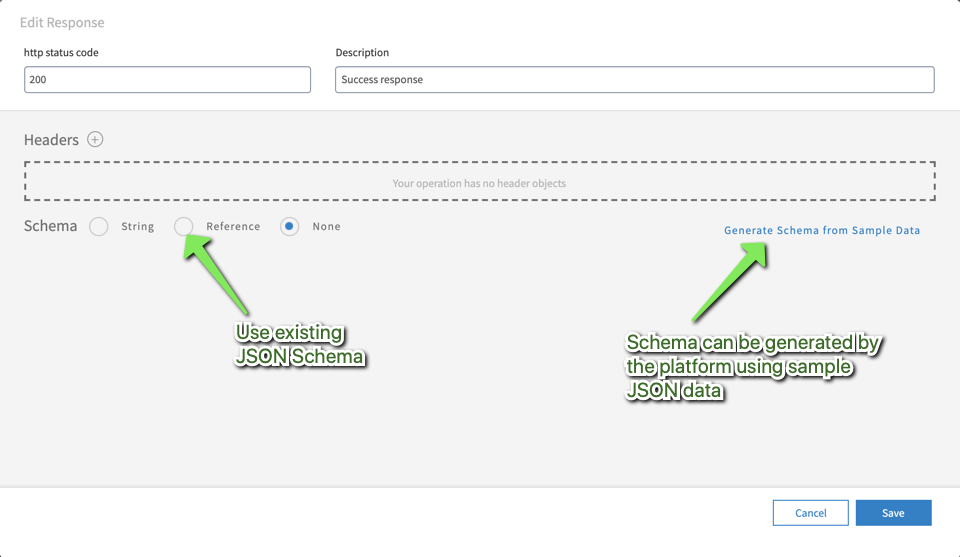 Edit Response
http status code
Description
200
Success response
Headers
Your operation has no header objects
Schema String Reference None
Generate Schema from Sample Data
Use existing
JSON Schema
Schema can be generated by
the platform using sample
JSON data
Cancel
Save